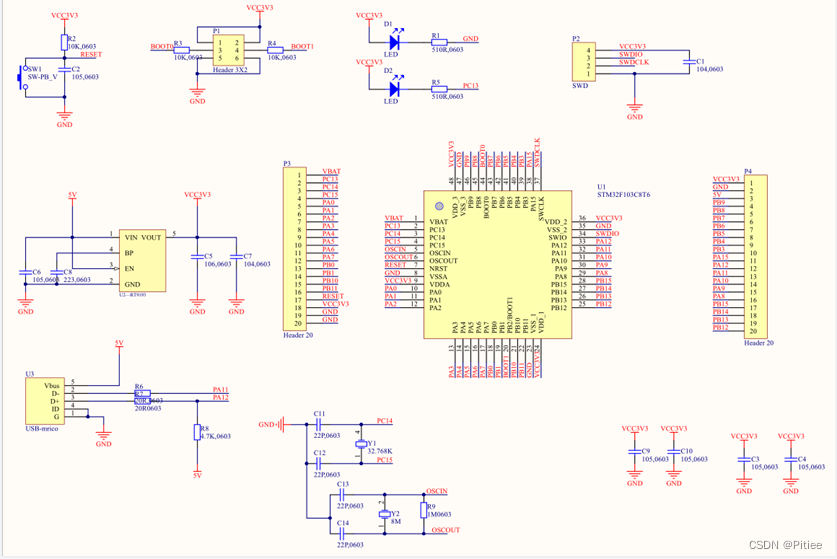 VCC3V3
R2
10K,0603
RESET
SW1
SW-PB_V
C2
105,0603
GND
VCC3V3
P1
BOOT0
R3
10K,0603
1 2
3 4
5 6
R4
10K,0603
BOOT1
Header 3X2
GND
VCC3V3
D1
LED
R1
510R,0603
GND
VCC3V3
D2
LED
R5
510R,0603
PC13
P2
4
3
2
1
SWD
VCC3V3
SWDIO
SWDCLK
C1
104,0603
GND
5V
VCC3V3
1 VIN VOUT 5
4 BP
3 EN
2 GND
C6
105,0603
C8
223,0603
C5
106,0603
C7
104,0603
GND
GND
GND
P3
1 VBAT
2 PC13
3 PC14
4 PC15
5 PA0
6 PA1
7 PA2
8 PA3
9 PA4
10 PA5
11 PA6
12 PA7
13 PB0
14 PB1
15 PB10
16 PB11
17 RESET
18 VCC3V3
19 GND
20 GND
Header 20
U1
STM32F103C8T6
VCC3V3 48 VDD_3
GND 47 VSS_3
PB9 46 PB9
PB8 45 PB8
BOOT0 44 BOOT0
PB7 43 PB7
PB6 42 PB6
PB5 41 PB5
PB4 40 PB4
PB3 39 PB3
PA15 38 PA15
SWDCLK 37 SWCLK
VBAT 1 VBAT
PC13 2 PC13
PC14 3 PC14
PC15 4 PC15
OSCIN 5 OSCIN
OSCOUT 6 OSCOUT
RESET 7 NRST
GND 8 VSSA
VCC3V3 9 VDDA
PA0 10 PA0
PA1 11 PA1
PA2 12 PA2
VDD_2 36 VCC3V3
VSS_2 35 GND
SWIO 34 SWDIO
PA12 33 PA12
PA11 32 PA11
PA10 31 PA10
PA9 30 PA9
PA8 29 PA8
PB15 28 PB15
PB14 27 PB14
PB13 26 PB13
PB12 25 PB12
PA3 13 PA3
PA4 14 PA4
PA5 15 PA5
PA6 16 PA6
PA7 17 PA7
PB0 18 PB0
PB1 19 PB1
PB2/BOOT1 20 BOOT1
PB10 21 PB10
PB11 22 PB11
VSS_1 23 GND
VDD_1 24 VCC3V3
P4
VCC3V3 1
GND 2
5V 3
PB9 4
PB8 5
PB7 6
PB6 7
PB5 8
PB4 9
PB3 10
PA15 11
PA12 12
PA11 13
PA10 14
PA9 15
PA8 16
PB15 17
PB14 18
PB13 19
PB12 20
Header 20
U3
Vbus 5
D- 2
D+ 3
ID 4
G 1
USB-mrico
5V
GND
R6
R7
20R0603
PA11
PA12
R8
4.7K,0603
5V
GND
C11
22P,0603
PC14
4
Y1
32.768K
1
C12
22P,0603
PC15
C13
22P,0603
OSCIN
2
Y2
8M
1
R9
1M0603
C14
22P,0603
OSCOUT
VCC3V3
C9
105,0603
GND
VCC3V3
C10
105,0603
GND
VCC3V3
C3
105,0603
GND
VCC3V3
C4
105,0603
GND
CSDN @Pitiee